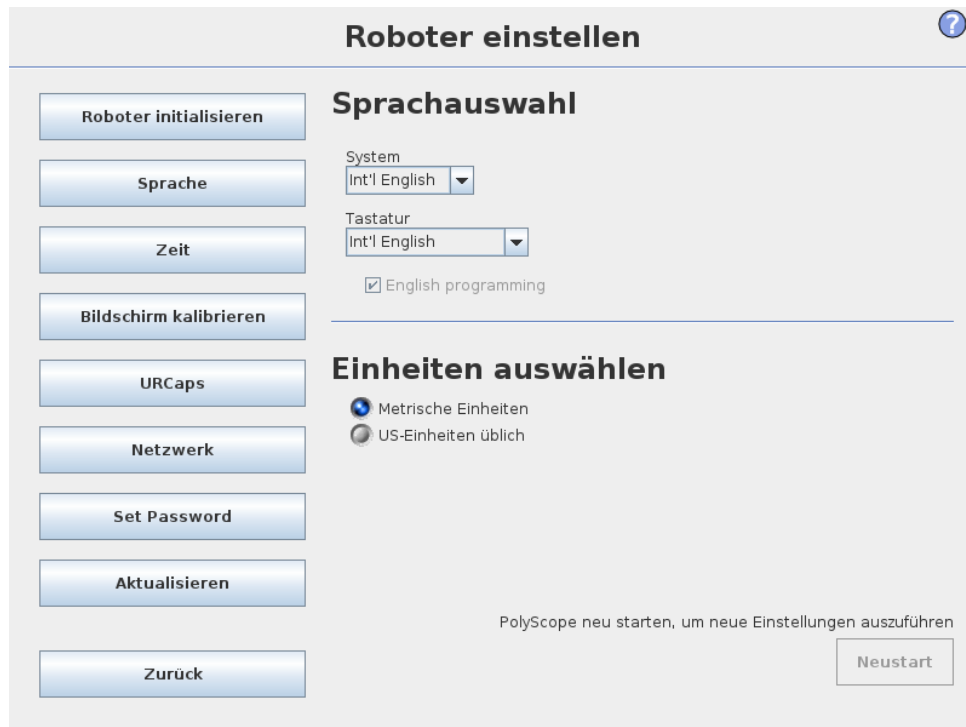 Roboter einstellen
?
Roboter initialisieren
Sprache
Zeit
Bildschirm kalibrieren
URCaps
Netzwerk
Set Password
Aktualisieren
Zurück
Sprachauswahl
System
Int'l English
Tastatur
Int'l English
English programming
Einheiten auswählen
Metrische Einheiten
US-Einheiten üblich
PolyScope neu starten, um neue Einstellungen auszuführen
Neustart